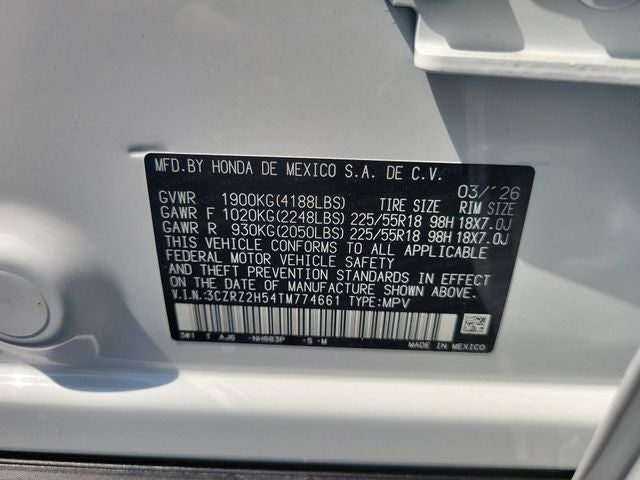 MFD.BY HONDA DE MEXICO S.A. DE C.V.
03/´26
GVWR 1900KG(4188LBS) TIRE SIZE RIM SIZE
GAWR F 1020KG(2248LBS) 225/55R18 98H 18X7.0J
GAWR R 930KG(2050LBS) 225/55R18 98H 18X7.0J
THIS VEHICLE CONFORMS TO ALL APPLICABLE
FEDERAL MOTOR VEHICLE SAFETY
AND THEFT PREVENTION STANDARDS IN EFFECT
ON THE DATE OF MANUFACTURE SHOWN ABOVE.
V.I.N.:3CZRZ2H54TM774661 TYPE:MPV
3W1 T AJ6 -NH883P -S -M MADE IN MEXICO